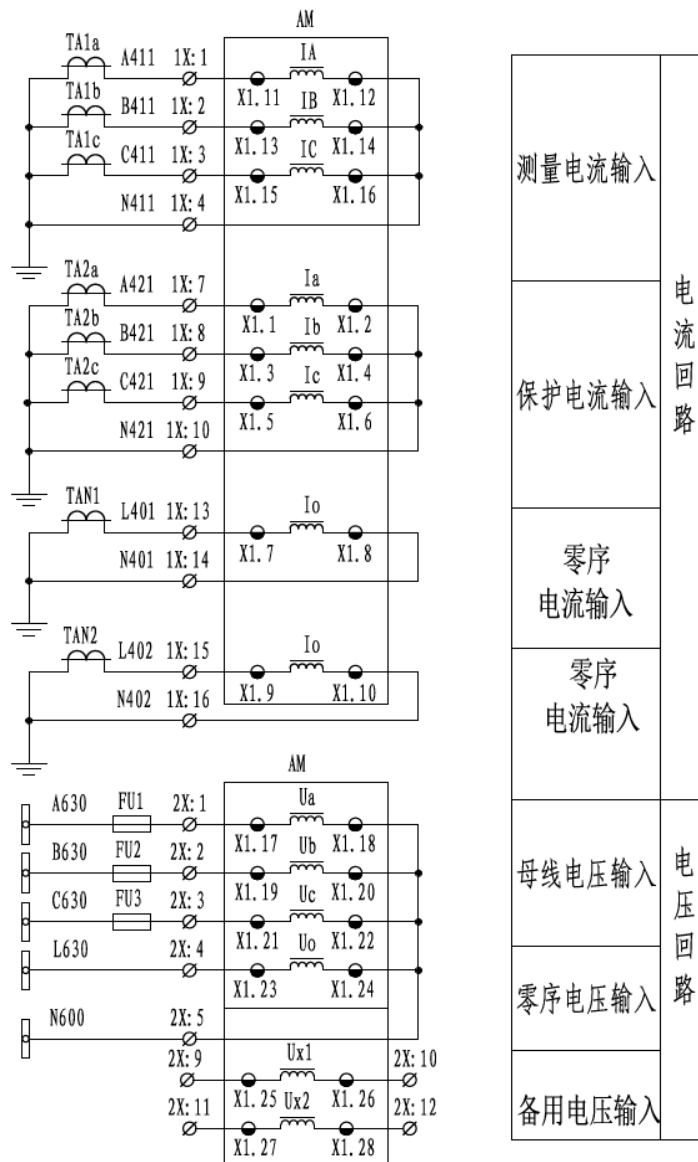 AM
TA1a A411 1X:1 IA
X1.11 X1.12
TA1b B411 1X:2 IB
X1.13 X1.14
TA1c C411 1X:3 IC
X1.15 X1.16
N411 1X:4
测量电流输入
TA2a A421 1X:7 Ia
X1.1 X1.2
TA2b B421 1X:8 Ib
X1.3 X1.4
TA2c C421 1X:9 Ic
X1.5 X1.6
N421 1X:10
保护电流输入
电流回路
TAN1 L401 1X:13 Io
X1.7 X1.8
N401 1X:14
零序
电流输入
TAN2 L402 1X:15 Io
X1.9 X1.10
N402 1X:16
零序
电流输入
AM
A630 FU1 2X:1 Ua
X1.17 X1.18
B630 FU2 2X:2 Ub
X1.19 X1.20
C630 FU3 2X:3 Uc
X1.21 X1.22
母线电压输入
L630 2X:4 Uo
X1.23 X1.24
N600 2X:5
零序电压输入
电压回路
2X:9 Ux1 2X:10
X1.25 X1.26
2X:11 Ux2 2X:12
X1.27 X1.28
备用电压输入